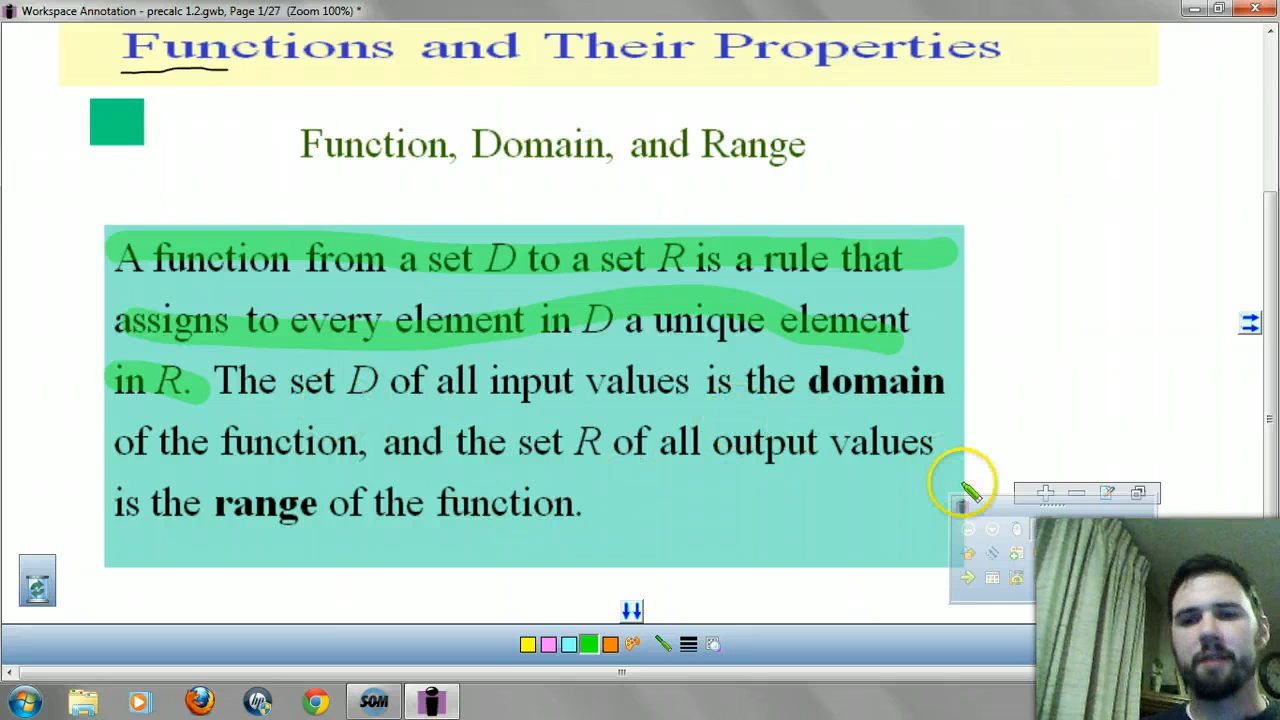 Workspace Annotation - precalc 1.2.gwb, Page 1/27 (Zoom 100%) *
Functions and Their Properties
Function, Domain, and Range
A function from a set D to a set R is a rule that
assigns to every element in D a unique element
in R. The set D of all input values is the domain
of the function, and the set R of all output values
is the range of the function.
SOM